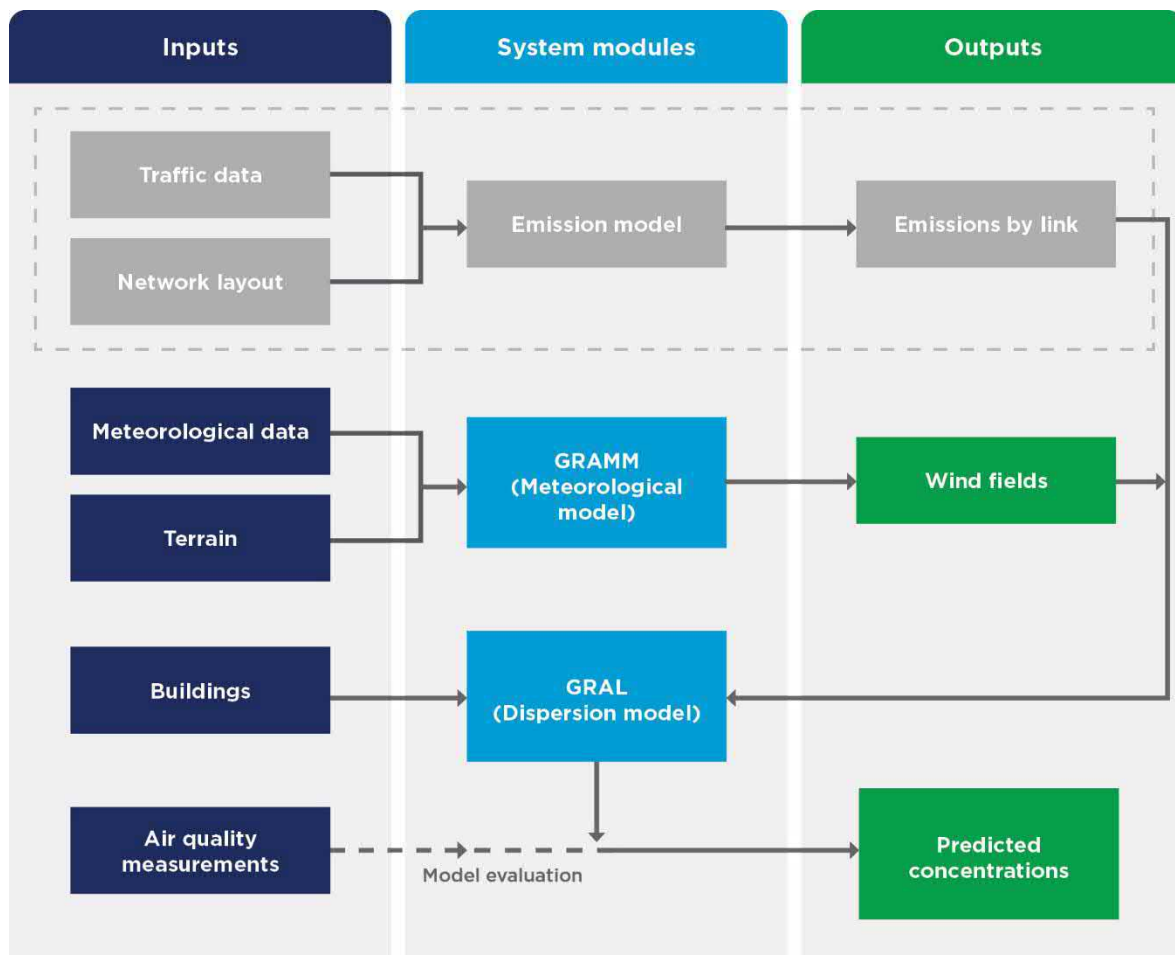 Inputs
System modules
Outputs
Traffic data
Network layout
Emission model
Emissions by link
Meteorological data
Terrain
GRAMM
(Meteorological
model)
Wind fields
Buildings
GRAL
(Dispersion model)
Air quality
measurements
Model evaluation
Predicted
concentrations